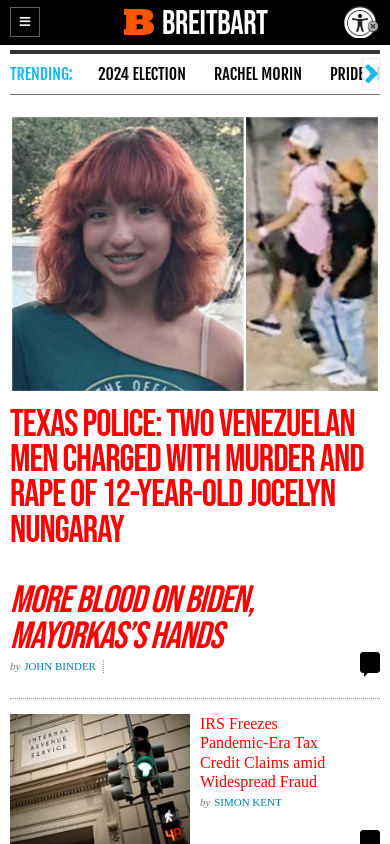 BREITBART
TRENDING: 2024 ELECTION RACHEL MORIN PRIDE
THE OFFI
TEXAS POLICE: TWO VENEZUELAN
MEN CHARGED WITH MURDER AND
RAPE OF 12-YEAR-OLD JOCELYN
NUNGARAY
MORE BLOOD ON BIDEN,
MAYORKAS’S HANDS
by JOHN BINDER
INTERNAL
REVENUE
SERVICE
48
IRS Freezes
Pandemic-Era Tax
Credit Claims amid
Widespread Fraud
by SIMON KENT